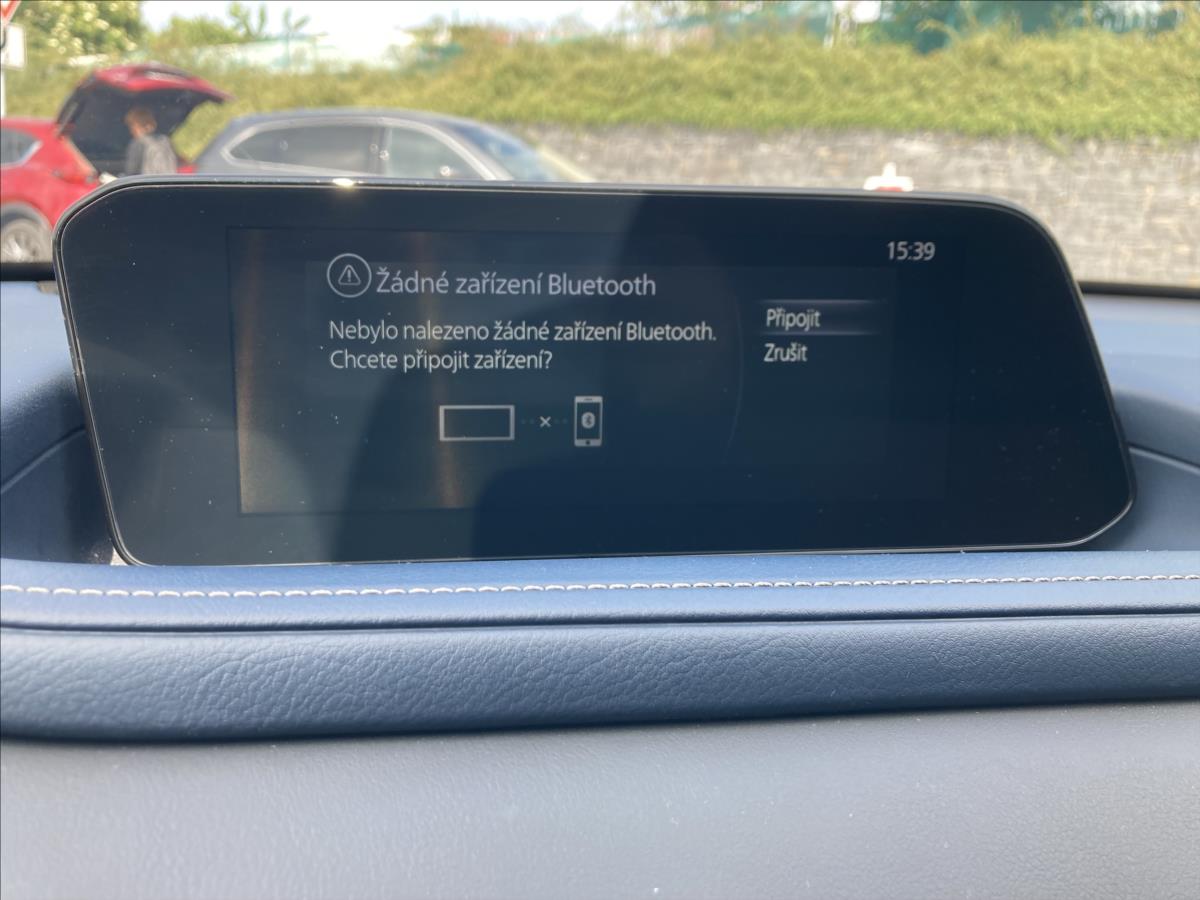 15:39
Žádné zařízení Bluetooth
Nebylo nalezeno žádné zařízení Bluetooth.
Chcete připojit zařízení?
Připojit
Zrušit